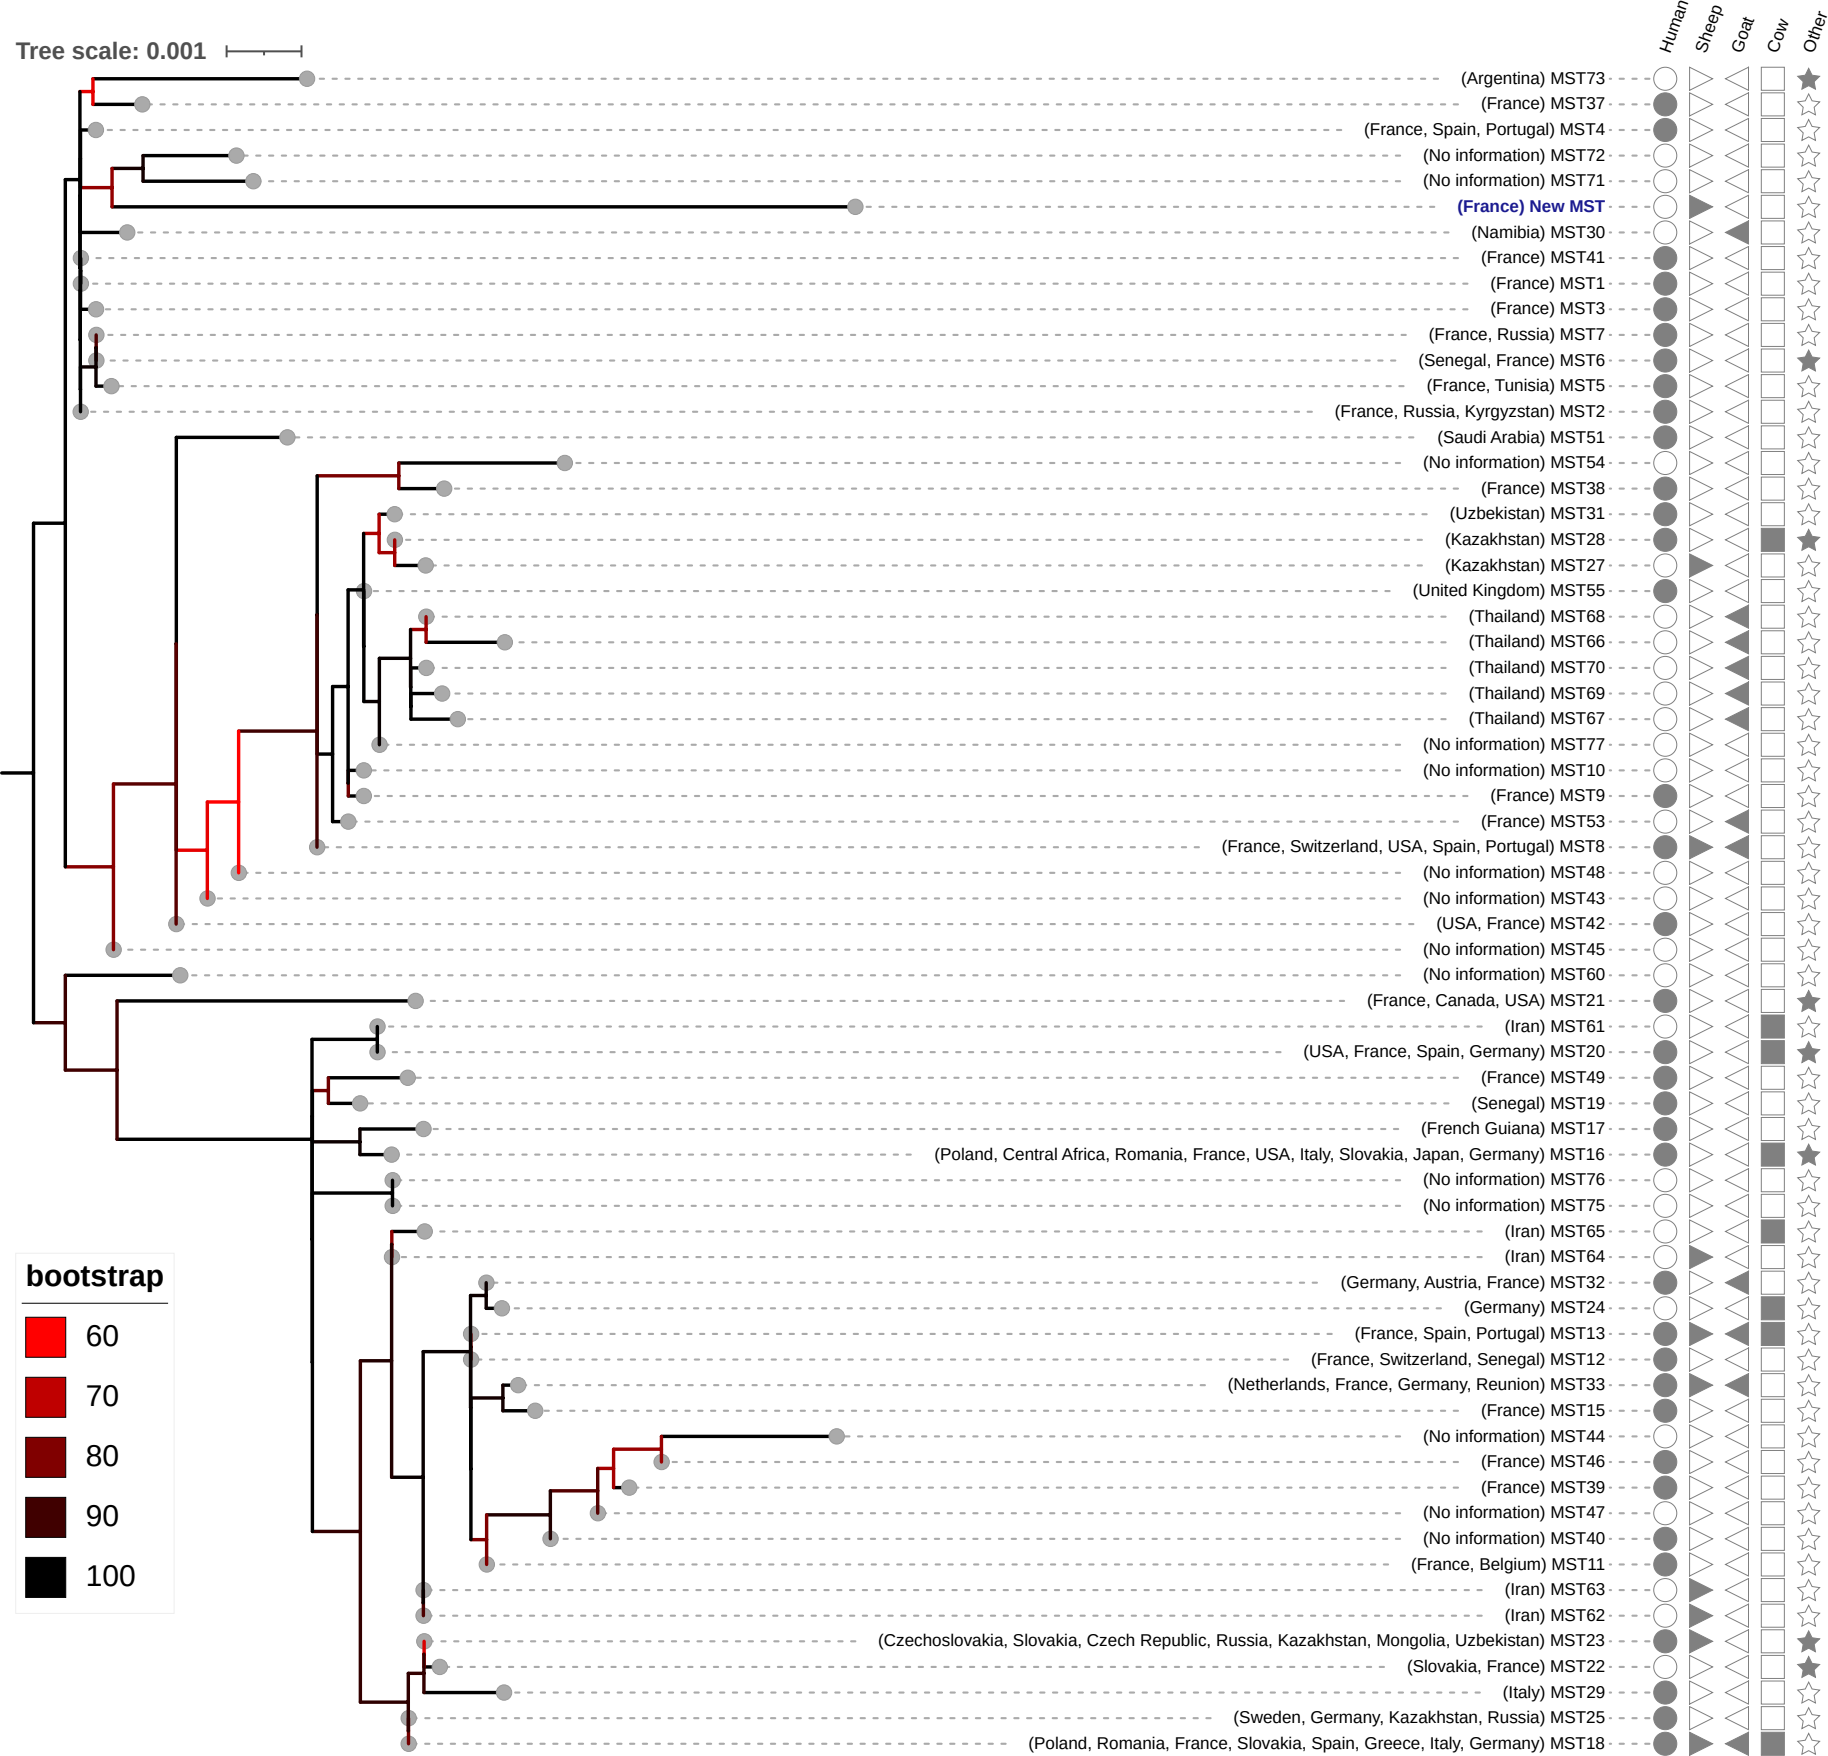 Human
Sheep
Goat
Cow
Other
Tree scale: 0.001
(Argentina) MST73
(France) MST37
(France, Spain, Portugal) MST4
(No information) MST72
(No information) MST71
(France) New MST
(Namibia) MST30
(France) MST41
(France) MST1
(France) MST3
(France, Russia) MST7
(Senegal, France) MST6
(France, Tunisia) MST5
(France, Russia, Kyrgyzstan) MST2
(Saudi Arabia) MST51
(No information) MST54
(France) MST38
(Uzbekistan) MST31
(Kazakhstan) MST28
(Kazakhstan) MST27
(United Kingdom) MST55
(Thailand) MST68
(Thailand) MST66
(Thailand) MST70
(Thailand) MST69
(Thailand) MST67
(No information) MST77
(No information) MST10
(France) MST9
(France) MST53
(France, Switzerland, USA, Spain, Portugal) MST8
(No information) MST48
(No information) MST43
(USA, France) MST42
(No information) MST45
(No information) MST60
(France, Canada, USA) MST21
(Iran) MST61
(USA, France, Spain, Germany) MST20
(France) MST49
(Senegal) MST19
(French Guiana) MST17
(Poland, Central Africa, Romania, France, USA, Italy, Slovakia, Japan, Germany) MST16
(No information) MST76
(No information) MST75
(Iran) MST65
(Iran) MST64
(Germany, Austria, France) MST32
(Germany) MST24
(France, Spain, Portugal) MST13
(France, Switzerland, Senegal) MST12
(Netherlands, France, Germany, Reunion) MST33
(France) MST15
(No information) MST44
(France) MST46
(France) MST39
(No information) MST47
(No information) MST40
(France, Belgium) MST11
(Iran) MST63
(Iran) MST62
(Czechoslovakia, Slovakia, Czech Republic, Russia, Kazakhstan, Mongolia, Uzbekistan) MST23
(Slovakia, France) MST22
(Italy) MST29
(Sweden, Germany, Kazakhstan, Russia) MST25
(Poland, Romania, France, Slovakia, Spain, Greece, Italy, Germany) MST18
bootstrap
60
70
80
90
100